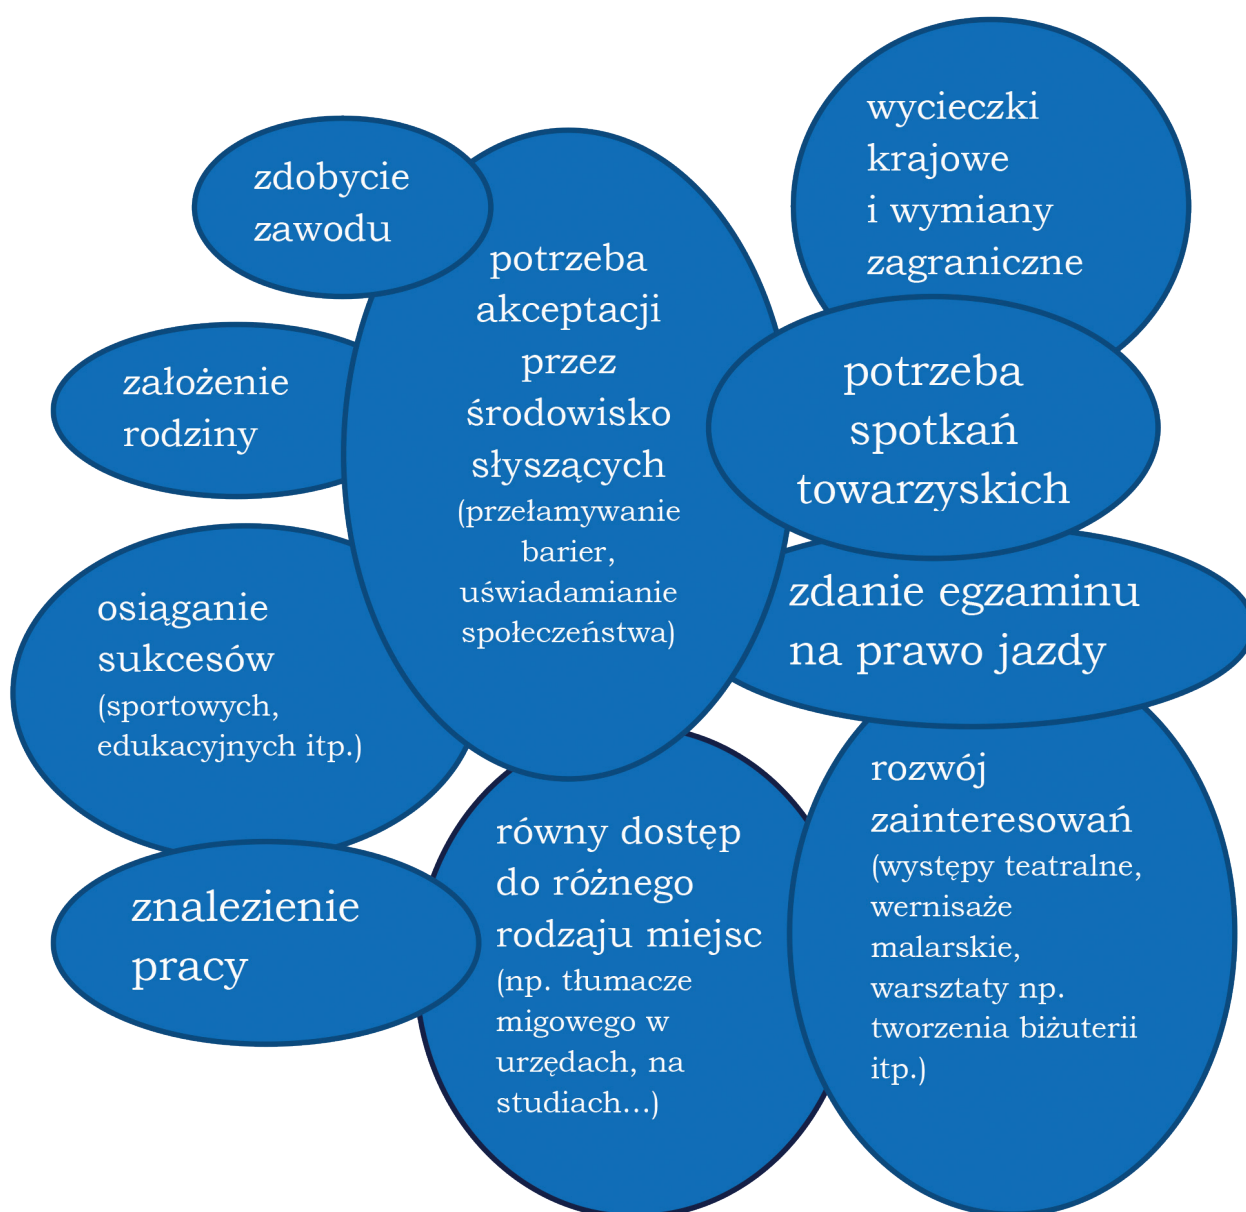 zdobycie
zawodu
potrzeba
akceptacji
przez
środowisko
słyszących
(przełamywanie
barier,
uświadamianie
społeczeństwa)
wycieczki
krajowe
i wymiany
zagraniczne
założenie
rodziny
potrzeba
spotkań
towarzyskich
osiąganie
sukcesów
(sportowych,
edukacyjnych itp.)
zdanie egzaminu
na prawo jazdy
znalezienie
pracy
równy dostęp
do różnego
rodzaju miejsc
(np. tłumacze
migowego w
urzędach, na
studiach...)
rozwój
zainteresowań
(występy teatralne,
wernisaże
malarskie,
warsztaty np.
tworzenia biżuterii
itp.)